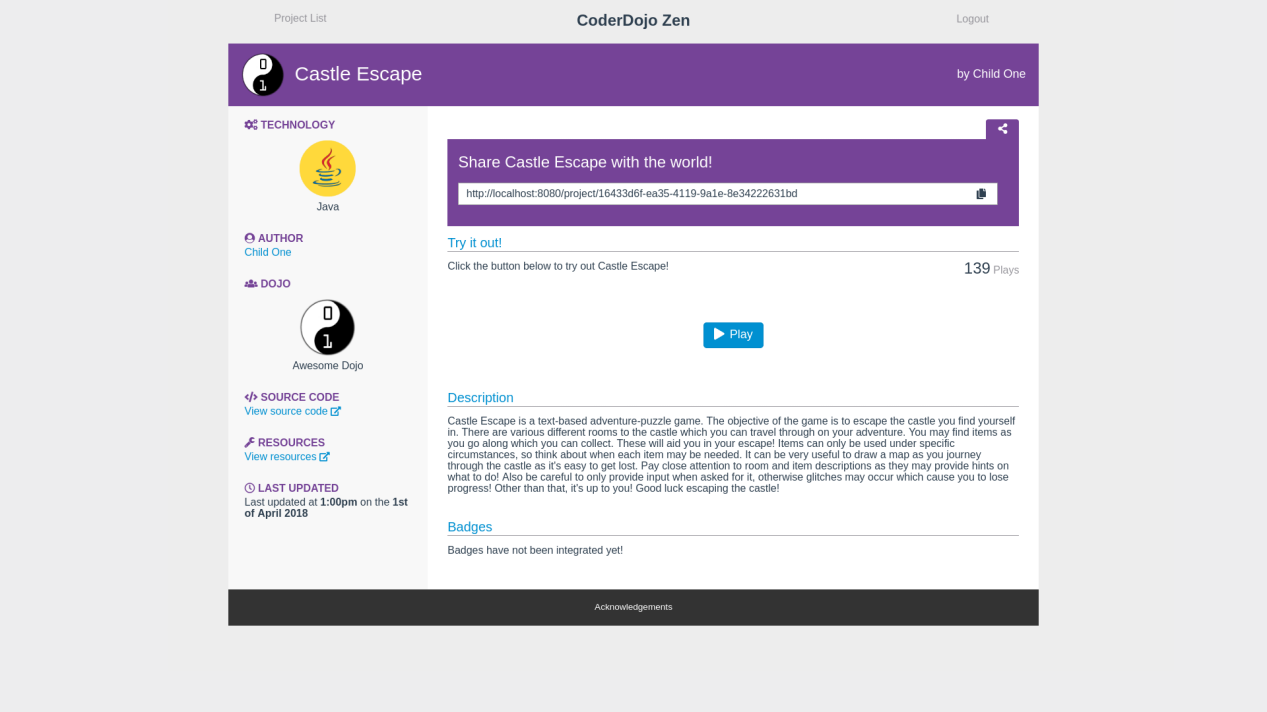 Project List
CoderDojo Zen
Logout
Castle Escape
by Child One
TECHNOLOGY
Java
AUTHOR
Child One
DOJO
Awesome Dojo
SOURCE CODE
View source code
RESOURCES
View resources
LAST UPDATED
Last updated at 1:00pm on the 1st
of April 2018
Share Castle Escape with the world!
http://localhost:8080/project/16433d6f-ea35-4119-9a1e-8e34222631bd
Try it out!
Click the button below to try out Castle Escape!
139 Plays
Play
Description
Castle Escape is a text-based adventure-puzzle game. The objective of the game is to escape the castle you find yourself
in. There are various different rooms to the castle which you can travel through on your adventure. You may find items as
you go along which you can collect. These will aid you in your escape! Items can only be used under specific
circumstances, so think about when each item may be needed. It can be very useful to draw a map as you journey
through the castle as it's easy to get lost. Pay close attention to room and item descriptions as they may provide hints on
what to do! Also be careful to only provide input when asked for it, otherwise glitches may occur which cause you to lose
progress! Other than that, it's up to you! Good luck escaping the castle!
Badges
Badges have not been integrated yet!
Acknowledgements